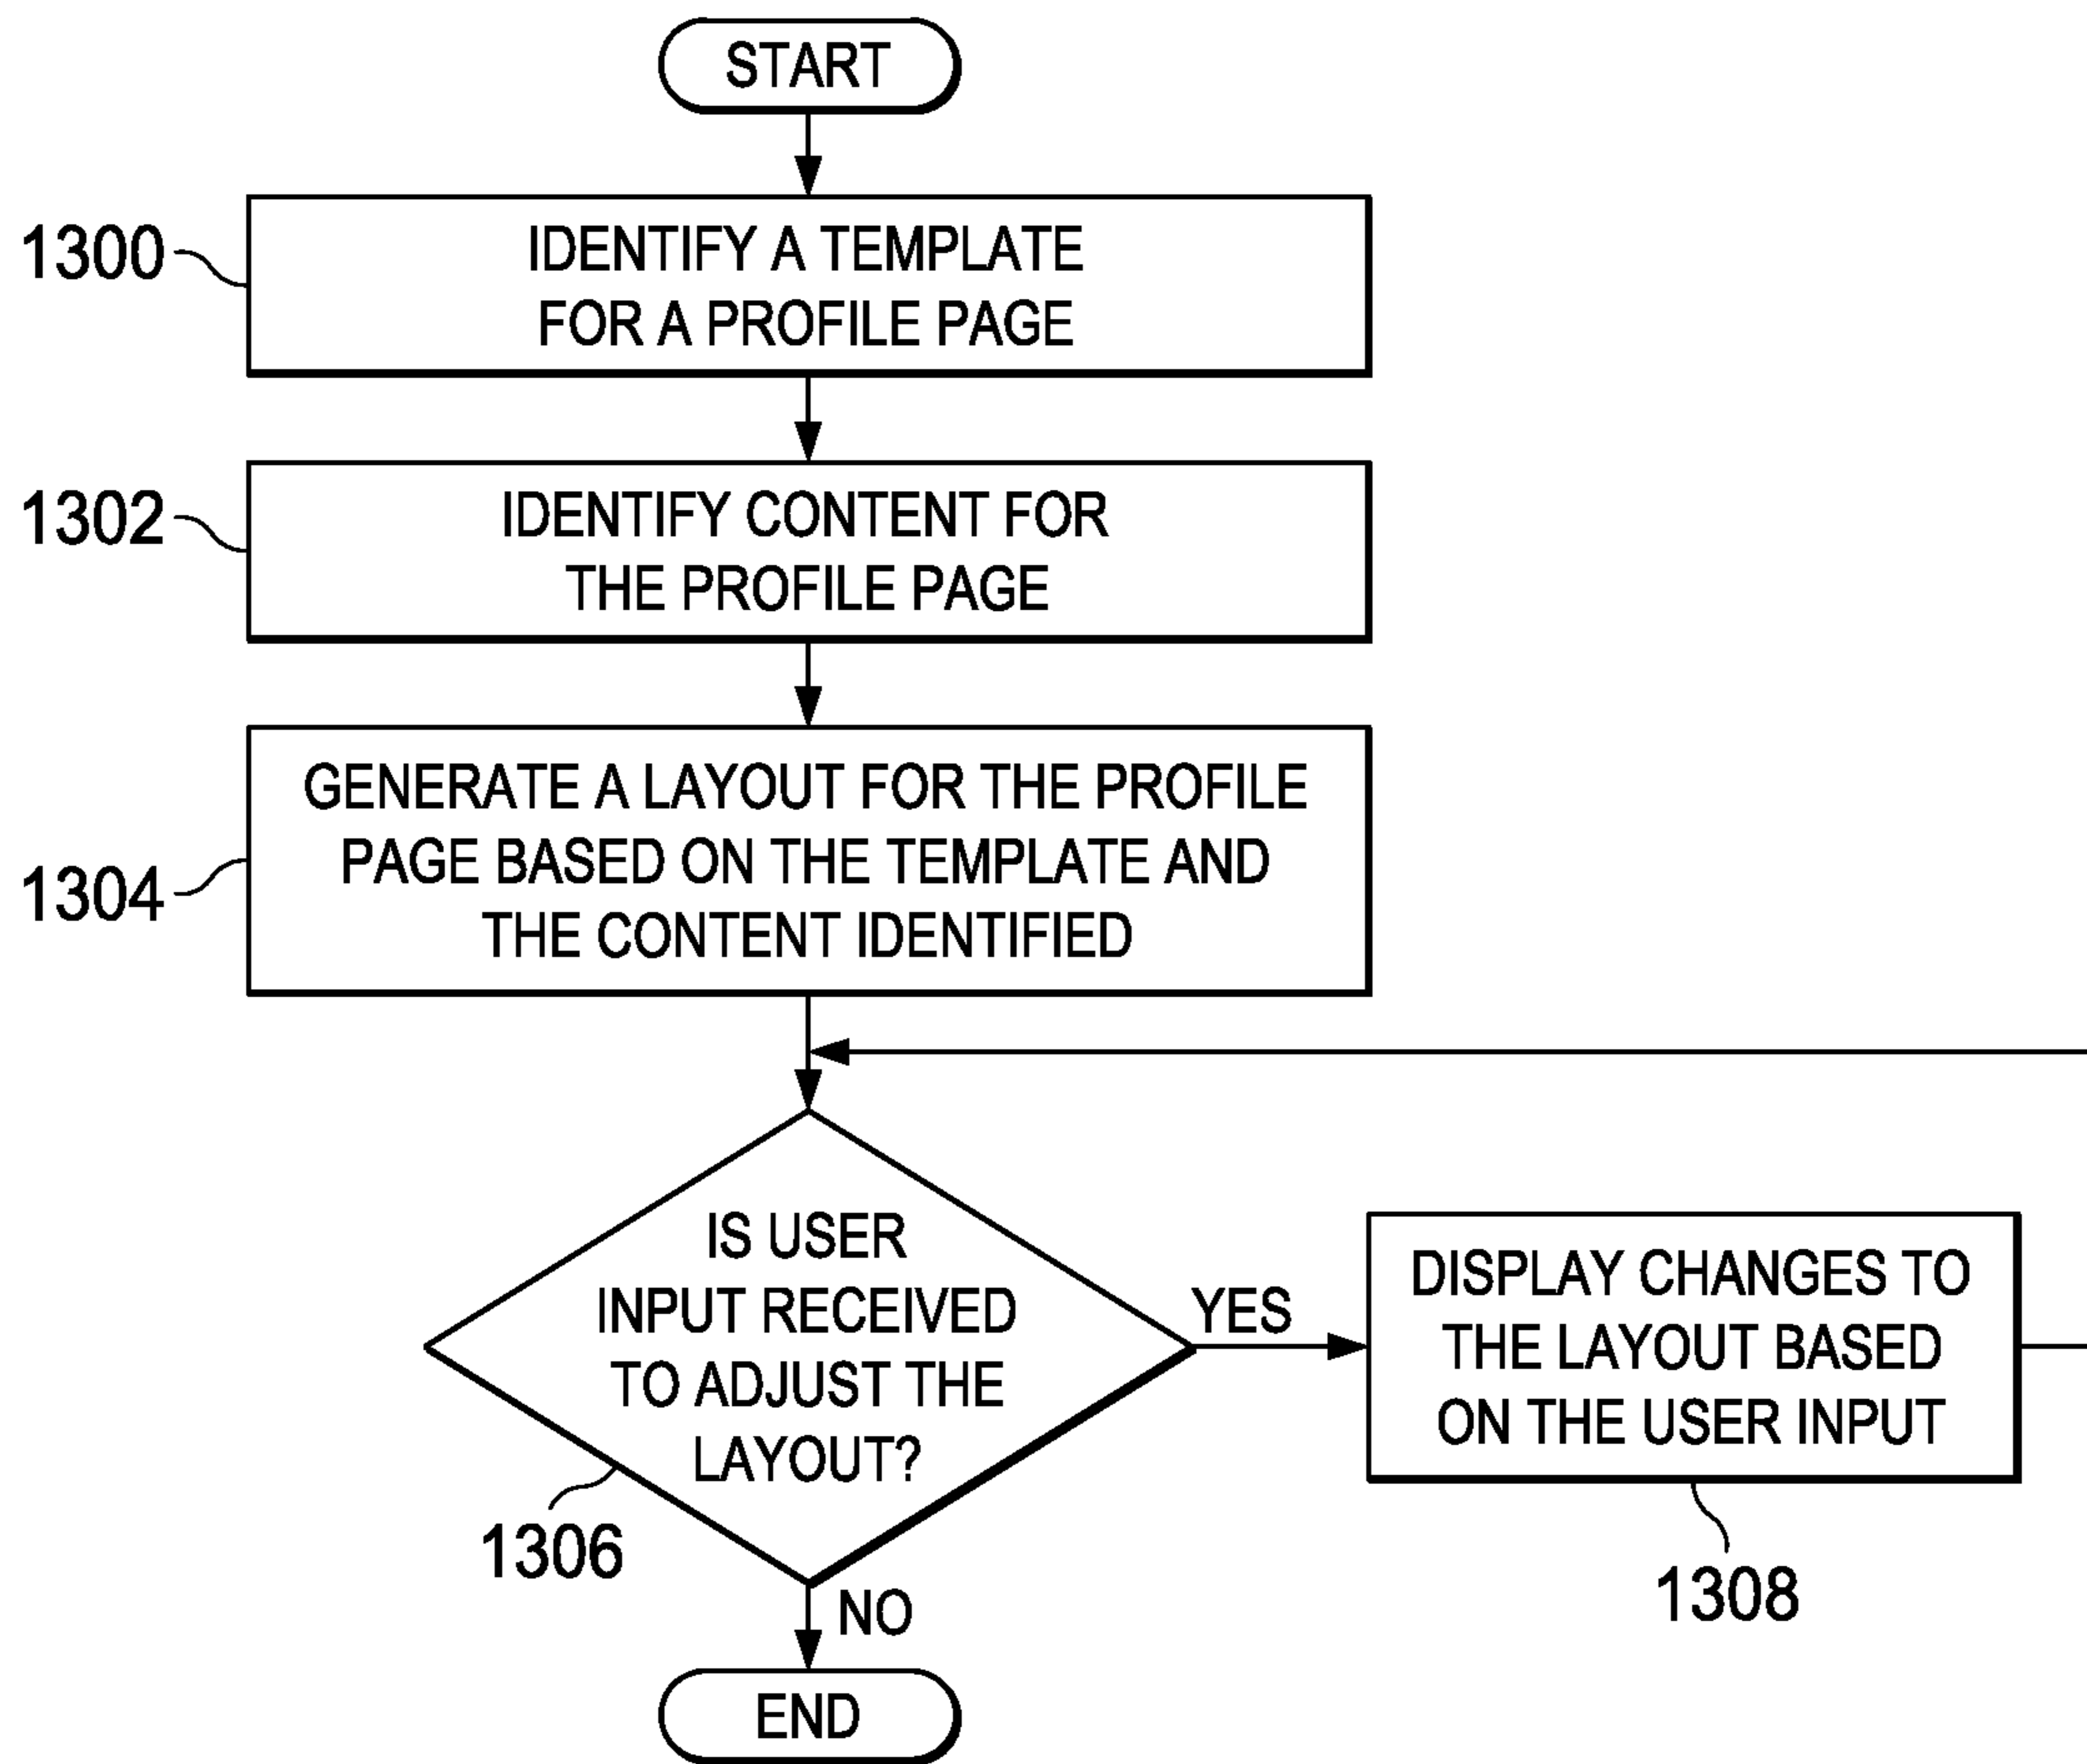 START
1300
IDENTIFY A TEMPLATE
FOR A PROFILE PAGE
1302
IDENTIFY CONTENT FOR
THE PROFILE PAGE
1304
GENERATE A LAYOUT FOR THE PROFILE
PAGE BASED ON THE TEMPLATE AND
THE CONTENT IDENTIFIED
IS USER
INPUT RECEIVED
TO ADJUST THE
LAYOUT?
1306
YES
DISPLAY CHANGES TO
THE LAYOUT BASED
ON THE USER INPUT
1308
NO
END